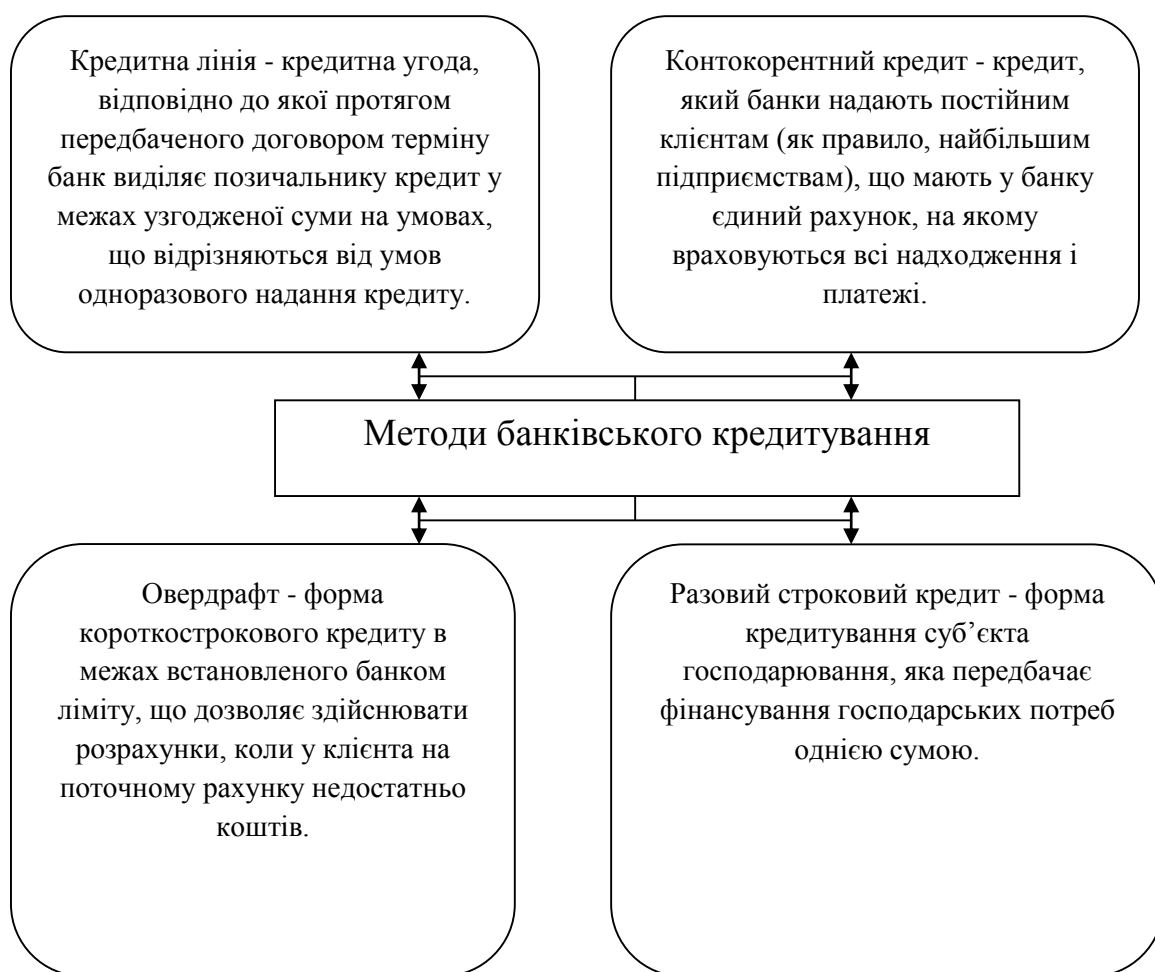 Кредитна лінія - кредитна угода,
відповідно до якої протягом
передбаченого договором терміну
банк виділяє позичальнику кредит у
межах узгодженої суми на умовах,
що відрізняються від умов
одноразового надання кредиту.
Контокорентний кредит - кредит,
який банки надають постійним
клієнтам (як правило, найбільшим
підприємствам), що мають у банку
єдиний рахунок, на якому
враховуються всі надходження і
платежі.
Методи банківського кредитування
Овердрафт - форма
короткострокового кредиту в
межах встановленого банком
ліміту, що дозволяє здійснювати
розрахунки, коли у клієнта на
поточному рахунку недостатньо
коштів.
Разовий строковий кредит - форма
кредитування суб’єкта
господарювання, яка передбачає
фінансування господарських потреб
однією сумою.